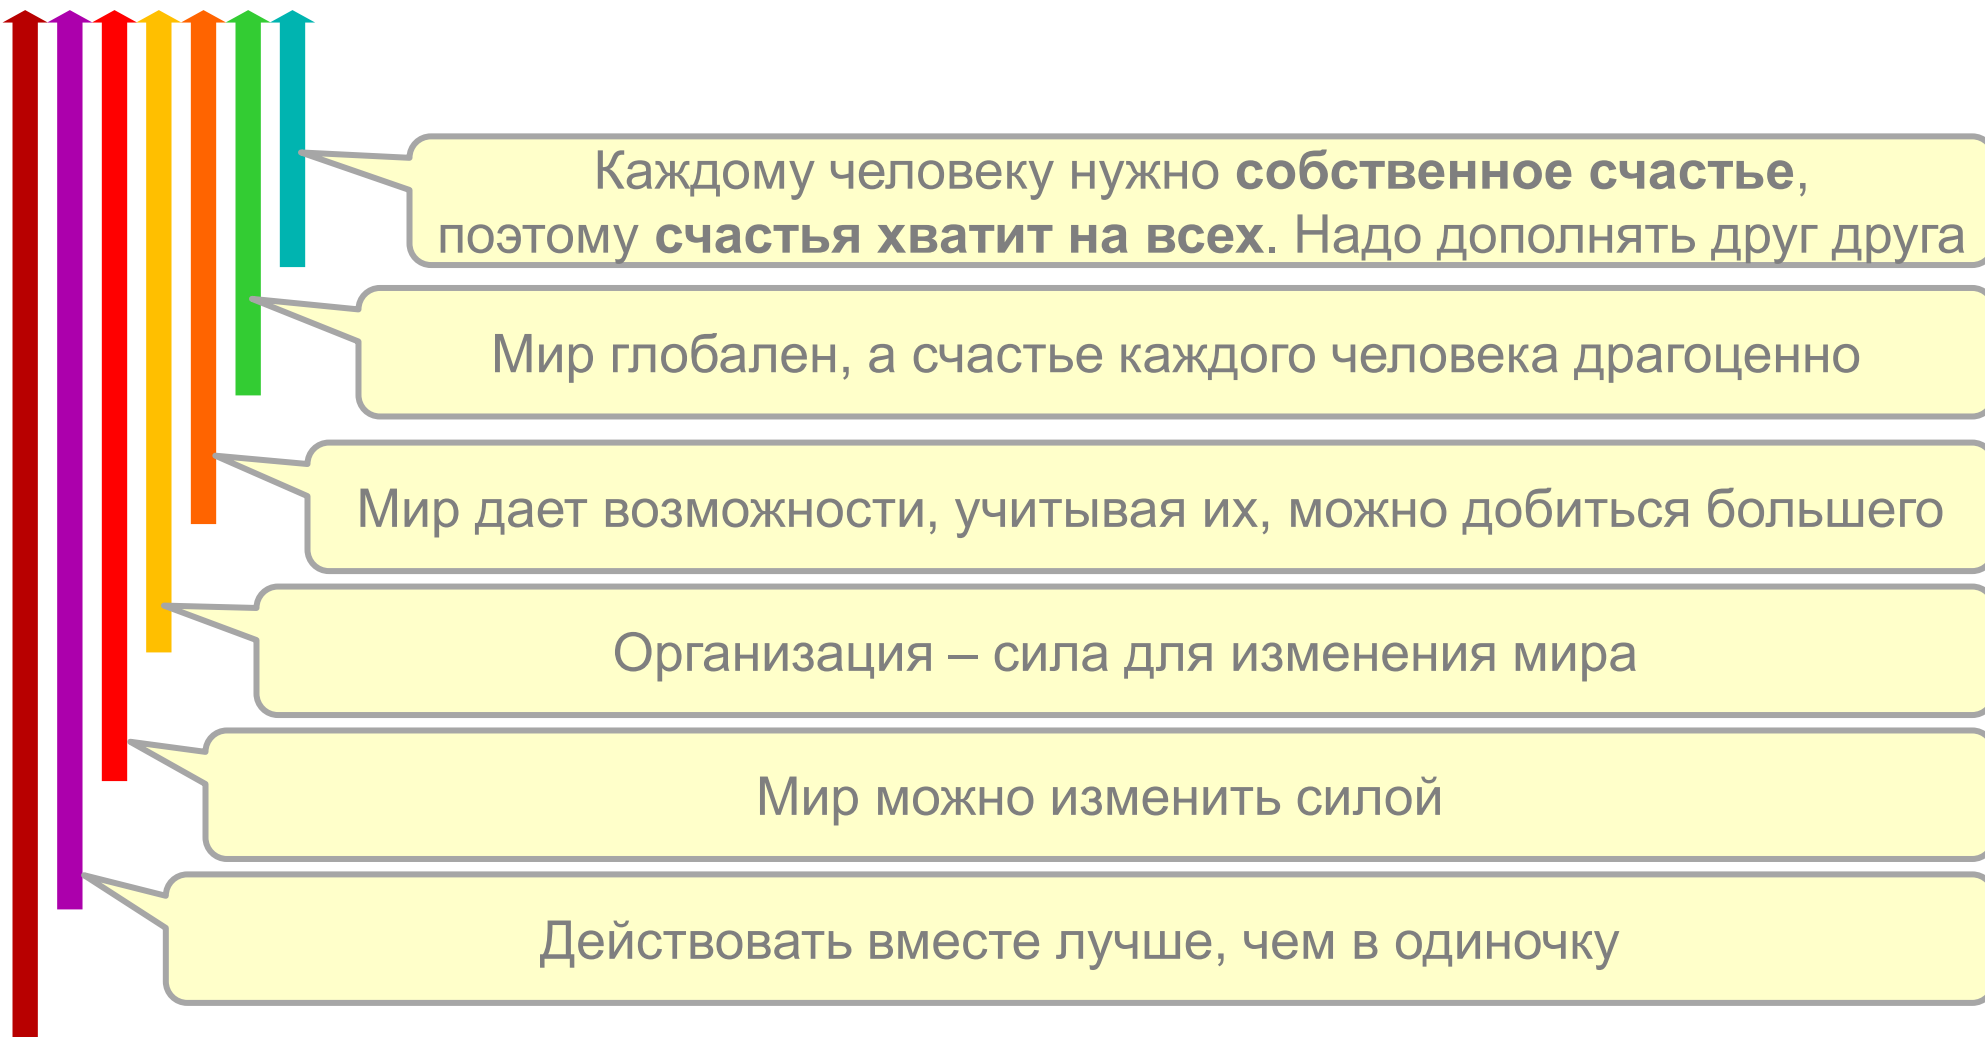 Каждому человеку нужно собственное счастье,
поэтому счастья хватит на всех. Надо дополнять друг друга
Мир глобален, а счастье каждого человека драгоценно
Мир дает возможности, учитывая их, можно добиться большего
Организация – сила для изменения мира
Мир можно изменить силой
Действовать вместе лучше, чем в одиночку